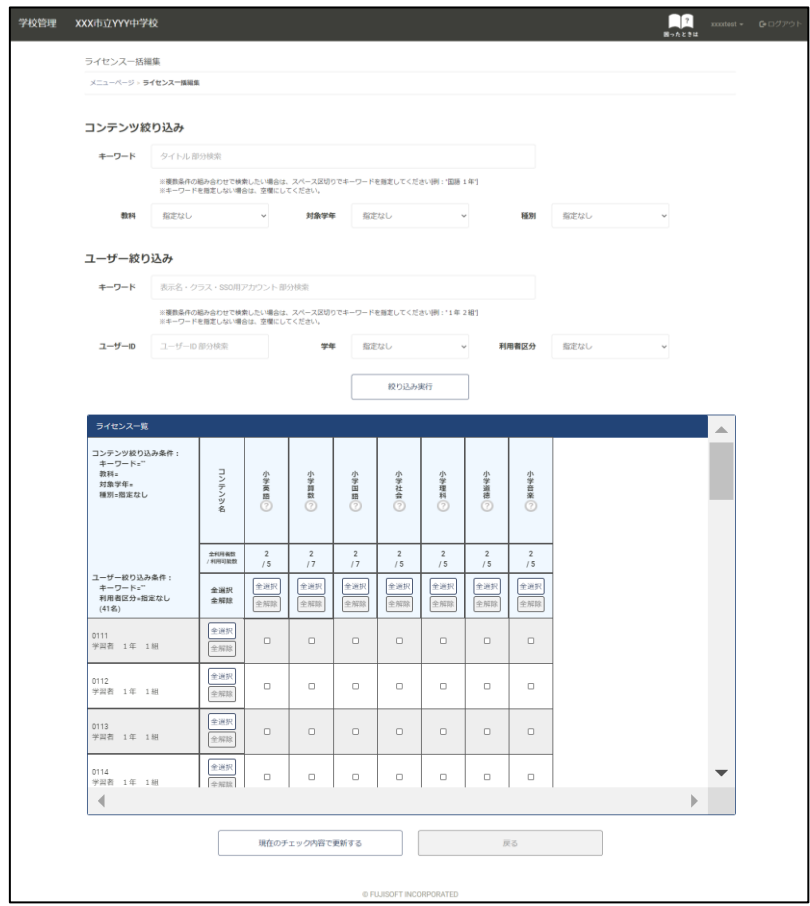 学校管理 XXX市立YYY中学校
困ったときは
xxxxtest
ログアウト
ライセンス一括編集
メニューページ - ライセンス一括編集
コンテンツ絞り込み
キーワード タイトル 部分検索
※複数条件の組み合わせで検索したい場合は、スペース区切りでキーワードを指定してください[例："国語 1年"]
※キーワードを指定しない場合は、空欄にしてください。
教科 指定なし 対象学年 指定なし 種別 指定なし
ユーザー絞り込み
キーワード 表示名・クラス・SSO用アカウント 部分検索
※複数条件の組み合わせで検索したい場合は、スペース区切りでキーワードを指定してください[例："1年 2組"]
※キーワードを指定しない場合は、空欄にしてください。
ユーザーID ユーザーID 部分検索 学年 指定なし 利用者区分 指定なし
絞り込み実行
ライセンス一覧
コンテンツ絞り込み条件：
キーワード=""
教科=
対象学年=
種別=指定なし
コンテンツ名
小学英語 ?
小学算数 ?
小学国語 ?
小学社会 ?
小学理科 ?
小学道徳 ?
小学音楽 ?
全利用者数
/ 利用可能数
2 2 2 2 2 2 2
/ 5 / 7 / 7 / 5 / 5 / 5 / 5
ユーザー絞り込み条件：
キーワード=""
利用者区分=指定なし
(41名)
全選択
全解除
全選択 全選択 全選択 全選択 全選択 全選択 全選択
全解除 全解除 全解除 全解除 全解除 全解除 全解除
0111
学習者 1年 1組
全選択
全解除
0112
学習者 1年 1組
全選択
全解除
0113
学習者 1年 1組
全選択
全解除
0114
学習者 1年 1組
全選択
全解除
現在のチェック内容で更新する 戻る
© FUJISOFT INCORPORATED